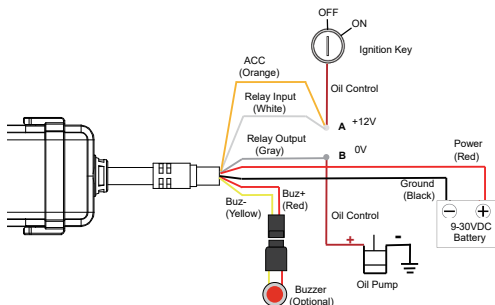 OFF
ON
Ignition Key
ACC
(Orange)
Oil Control
Relay Input
(White)
A +12V
Relay Output
(Gray)
B 0V
Power
(Red)
Ground
(Black)
Buz+
(Red)
Buz-
(Yellow)
Oil Control
+ -
9-30VDC
Battery
Oil Pump
Buzzer
(Optional)